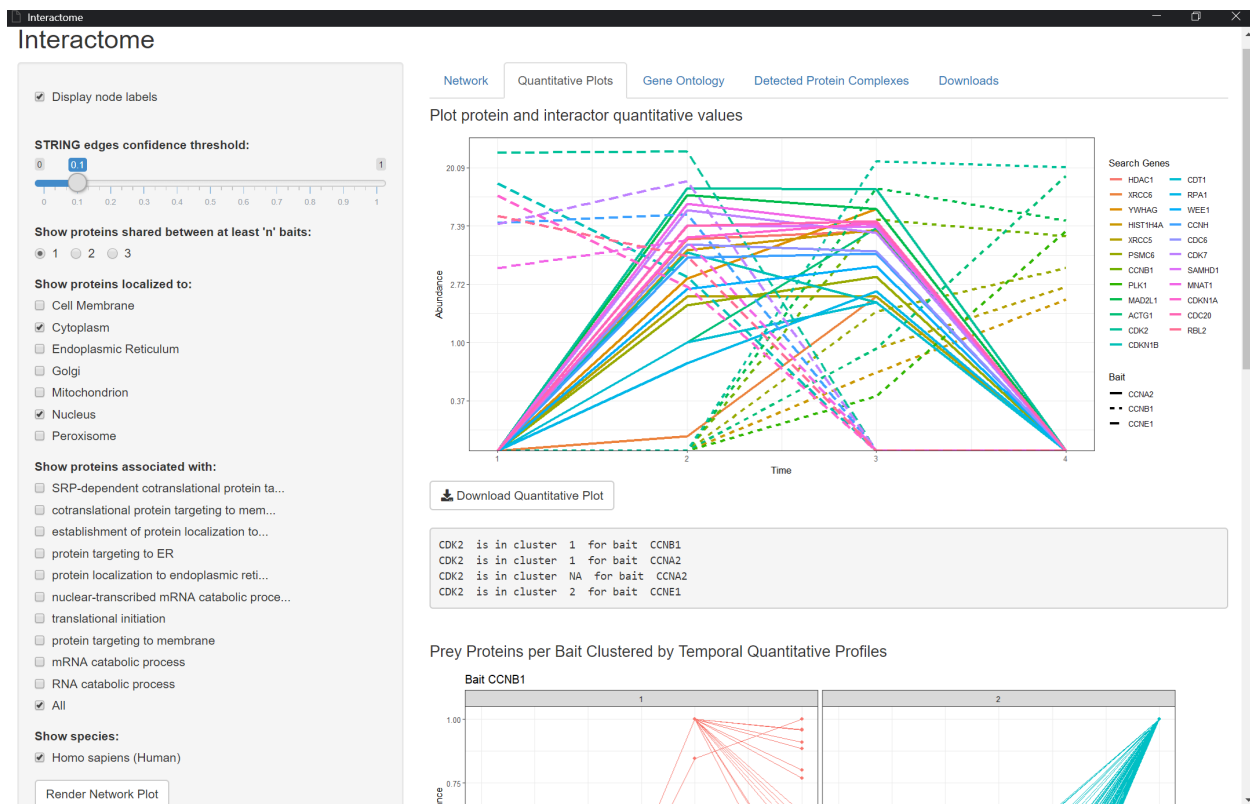 Interactome
Interactome
Display node labels
STRING edges confidence threshold:
0 0.1 1
0 0.1 0.2 0.3 0.4 0.5 0.6 0.7 0.8 0.9 1
Show proteins shared between at least 'n' baits:
1 2 3
Show proteins localized to:
Cell Membrane
Cytoplasm
Endoplasmic Reticulum
Golgi
Mitochondrion
Nucleus
Peroxisome
Show proteins associated with:
SRP-dependent cotranslational protein ta...
cotranslational protein targeting to mem...
establishment of protein localization to...
protein targeting to ER
protein localization to endoplasmic reti...
nuclear-transcribed mRNA catabolic proce...
translational initiation
protein targeting to membrane
mRNA catabolic process
RNA catabolic process
All
Show species:
Homo sapiens (Human)
Render Network Plot
Network Quantitative Plots Gene Ontology Detected Protein Complexes Downloads
Plot protein and interactor quantitative values
20.09
7.39
2.72
1.00
0.37
Abundance
1 2 3 4
Time
Search Genes
HDAC1 CDT1
XRCC6 RPA1
YWHAG WEE1
HIST1H4A CCNH
XRCC5 CDC6
PSMC6 CDK7
CCNB1 SAMHD1
PLK1 MNAT1
MAD2L1 CDKN1A
ACTG1 CDC20
CDK2 RBL2
CDKN1B
Bait
CCNA2
CCNB1
CCNE1
Download Quantitative Plot
CDK2 is in cluster 1 for bait CCNB1
CDK2 is in cluster 1 for bait CCNA2
CDK2 is in cluster NA for bait CCNA2
CDK2 is in cluster 2 for bait CCNE1
Prey Proteins per Bait Clustered by Temporal Quantitative Profiles
Bait CCNB1
1 2
1.00
0.75